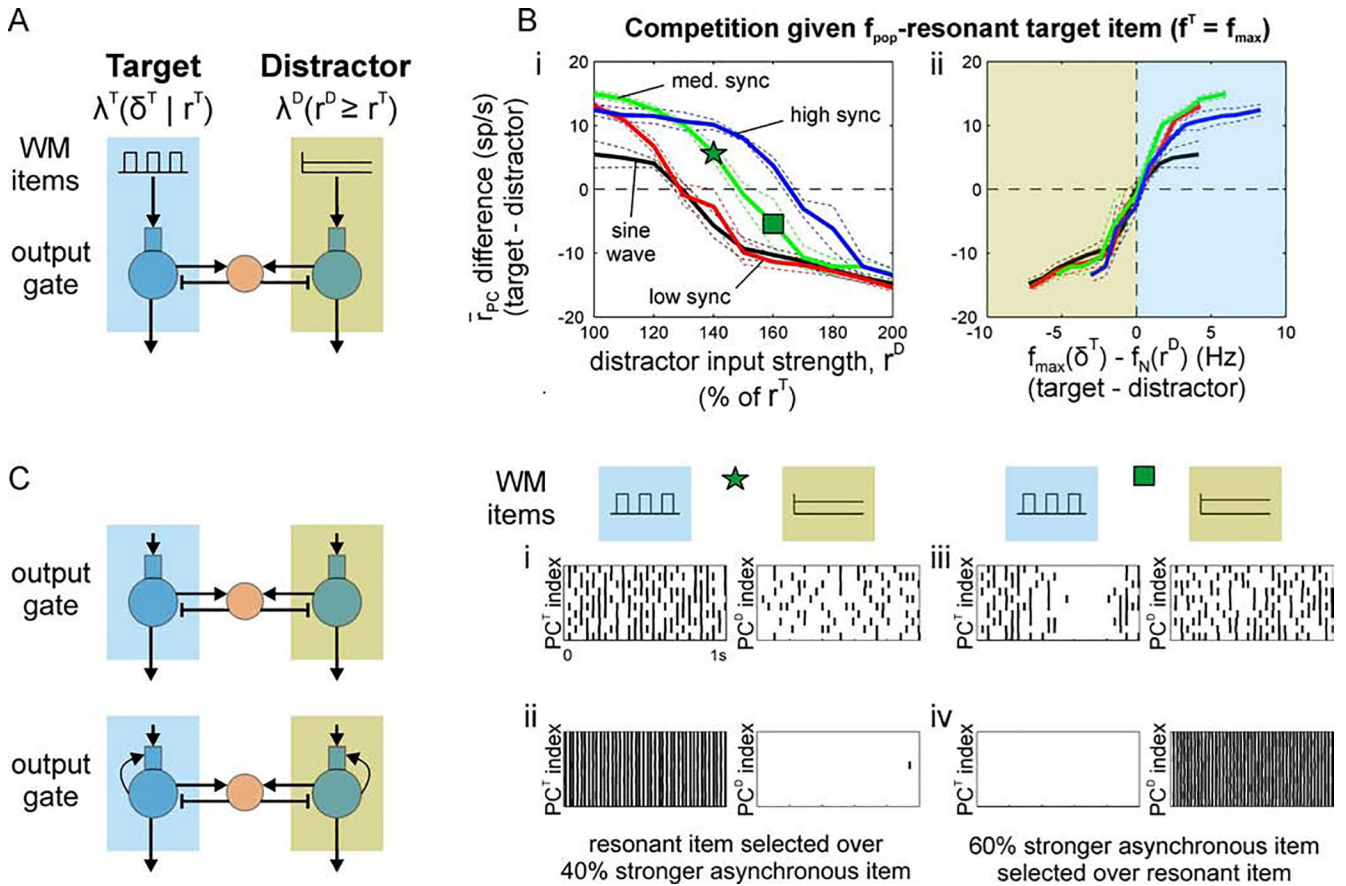 A
Target
Distractor
λᵀ(δᵀ | rᵀ)
λᴰ(rᴰ ≥ rᵀ)
WM
items
output
gate
B
Competition given f_pop-resonant target item (fᵀ = f_max)
i
r̄_PC difference (sp/s)
(target - distractor)
20
10
0
-10
-20
med. sync
high sync
sine
wave
low sync
100 120 140 160 180 200
distractor input strength, rᴰ
(% of rᵀ)
ii
20
10
0
-10
-20
-10 -5 0 5 10
f_max(δᵀ) - f_N(rᴰ) (Hz)
(target - distractor)
C
output
gate
output
gate
WM
items
i
PCᵀ index
0 1s
PCᴰ index
iii
PCᵀ index
PCᴰ index
ii
PCᵀ index
PCᴰ index
iv
PCᵀ index
PCᴰ index
resonant item selected over
40% stronger asynchronous item
60% stronger asynchronous item
selected over resonant item